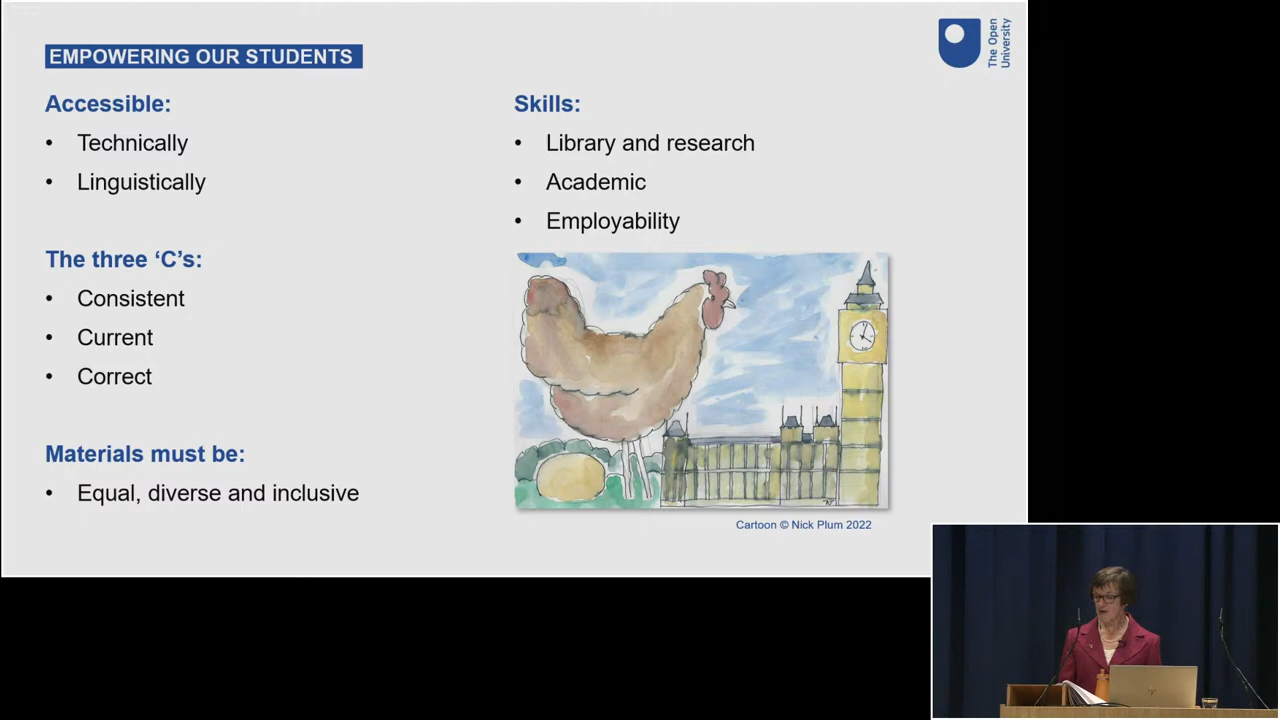 EMPOWERING OUR STUDENTS
The Open
University
Accessible:
• Technically
• Linguistically
The three ‘C’s:
• Consistent
• Current
• Correct
Materials must be:
• Equal, diverse and inclusive
Skills:
• Library and research
• Academic
• Employability
Cartoon © Nick Plum 2022